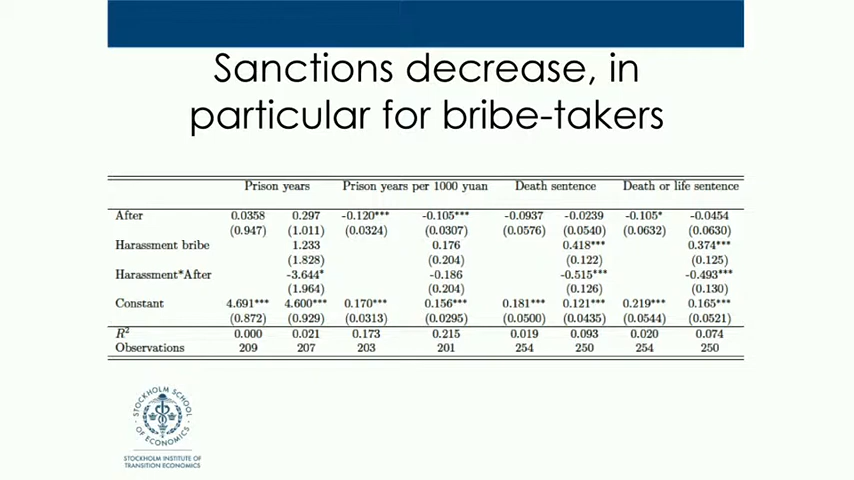 Sanctions decrease, in
particular for bribe-takers
Prison years Prison years per 1000 yuan Death sentence Death or life sentence
After 0.0358 0.297 -0.120*** -0.105*** -0.0937 -0.0239 -0.105* -0.0454
(0.947) (1.011) (0.0324) (0.0307) (0.0576) (0.0540) (0.0632) (0.0630)
Harassment bribe 1.233 0.176 0.418*** 0.374***
(1.828) (0.204) (0.122) (0.125)
Harassment*After -3.644* -0.186 -0.515*** -0.493***
(1.964) (0.204) (0.126) (0.130)
Constant 4.691*** 4.600*** 0.170*** 0.156*** 0.181*** 0.121*** 0.219*** 0.165***
(0.872) (0.929) (0.0313) (0.0295) (0.0500) (0.0435) (0.0544) (0.0521)
R² 0.000 0.021 0.173 0.215 0.019 0.093 0.020 0.074
Observations 209 207 203 201 254 250 254 250
STOCKHOLM SCHOOL
OF ECONOMICS
STOCKHOLM INSTITUTE OF
TRANSITION ECONOMICS